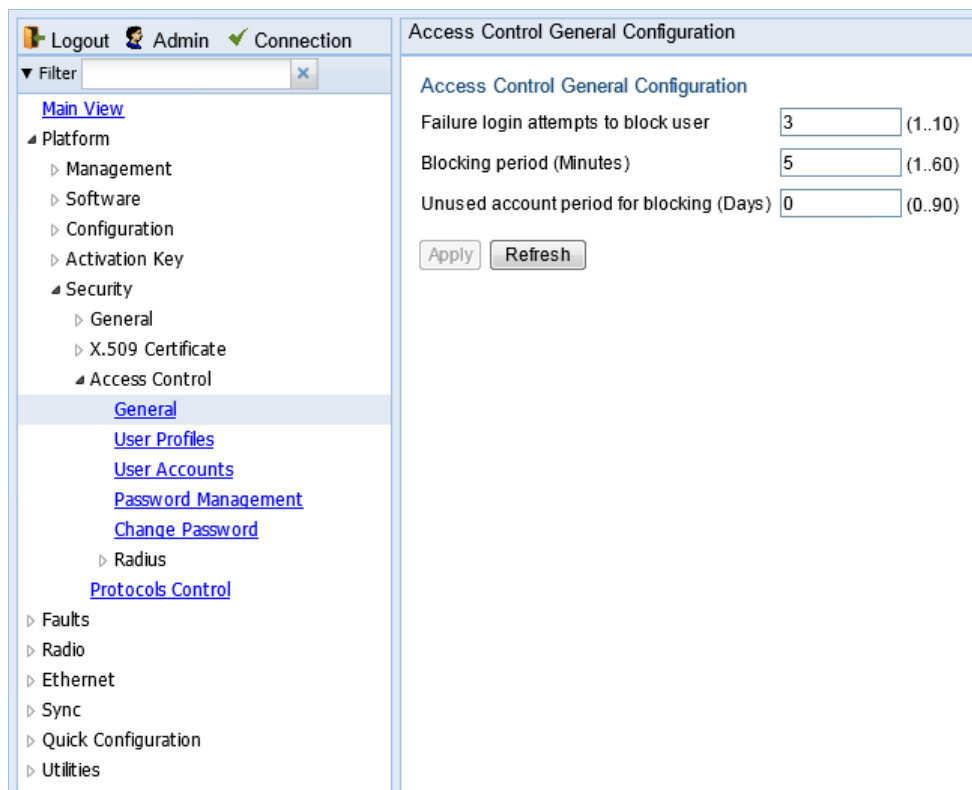 Logout Admin Connection
Filter
Main View
Platform
Management
Software
Configuration
Activation Key
Security
General
X.509 Certificate
Access Control
General
User Profiles
User Accounts
Password Management
Change Password
Radius
Protocols Control
Faults
Radio
Ethernet
Sync
Quick Configuration
Utilities
Access Control General Configuration
Access Control General Configuration
Failure login attempts to block user 3 (1..10)
Blocking period (Minutes) 5 (1..60)
Unused account period for blocking (Days) 0 (0..90)
Apply Refresh